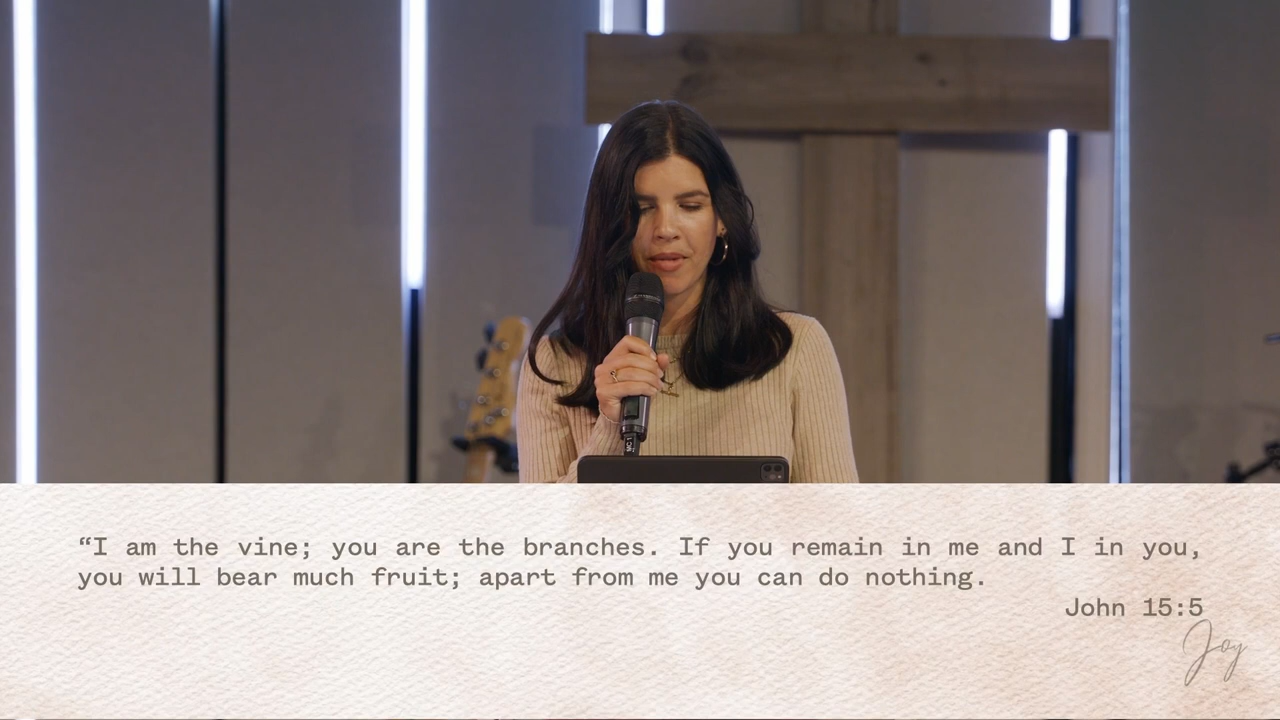 “I am the vine; you are the branches. If you remain in me and I in you,
you will bear much fruit; apart from me you can do nothing.
John 15:5
Joy